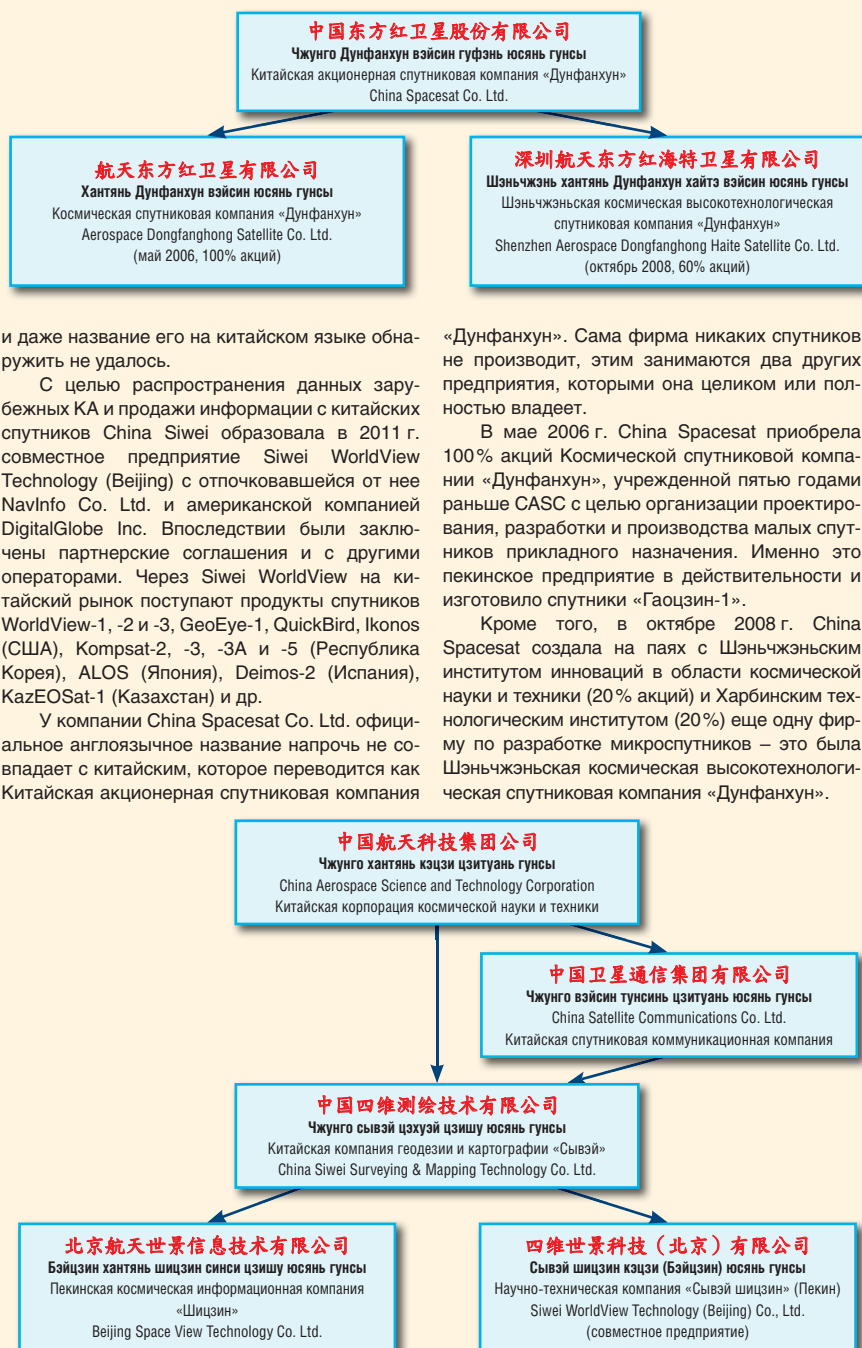 中国东方红卫星股份有限公司
Чжунго Дунфанхун вэйсин гуфэнь юсянь гунсы
Китайская акционерная спутниковая компания «Дунфанхун»
China Spacesat Co. Ltd.
航天东方红卫星有限公司
Хантянь Дунфанхун вэйсин юсянь гунсы
Космическая спутниковая компания «Дунфанхун»
Aerospace Dongfanghong Satellite Co. Ltd.
(май 2006, 100% акций)
深圳航天东方红海特卫星有限公司
Шэньчжэнь хантянь Дунфанхун хайтэ вэйсин юсянь гунсы
Шэньчжэньская космическая высокотехнологическая
спутниковая компания «Дунфанхун»
Shenzhen Aerospace Dongfanghong Haite Satellite Co. Ltd.
(октябрь 2008, 60% акций)
и даже название его на китайском языке обна-
ружить не удалось.
С целью распространения данных зару-
бежных КА и продажи информации с китайских
спутников China Siwei образовала в 2011 г.
совместное предприятие Siwei WorldView
Technology (Beijing) с отпочковавшейся от нее
NavInfo Co. Ltd. и американской компанией
DigitalGlobe Inc. Впоследствии были заклю-
чены партнерские соглашения и с другими
операторами. Через Siwei WorldView на ки-
тайский рынок поступают продукты спутников
WorldView-1, -2 и -3, GeoEye-1, QuickBird, Ikonos
(США), Kompsat-2, -3, -3A и -5 (Республика
Корея), ALOS (Япония), Deimos-2 (Испания),
KazEOSat-1 (Казахстан) и др.
У компании China Spacesat Co. Ltd. офици-
альное англоязычное название напрочь не со-
впадает с китайским, которое переводится как
Китайская акционерная спутниковая компания
«Дунфанхун». Сама фирма никаких спутников
не производит, этим занимаются два других
предприятия, которыми она целиком или пол-
ностью владеет.
В мае 2006 г. China Spacesat приобрела
100% акций Космической спутниковой компа-
нии «Дунфанхун», учрежденной пятью годами
раньше CASC с целью организации проектиро-
вания, разработки и производства малых спут-
ников прикладного назначения. Именно это
пекинское предприятие в действительности и
изготовило спутники «Гаоцзин-1».
Кроме того, в октябре 2008 г. China
Spacesat создала на паях с Шэньчжэньским
институтом инноваций в области космической
науки и техники (20% акций) и Харбинским тех-
нологическим институтом (20%) еще одну фир-
му по разработке микроспутников – это была
Шэньчжэньская космическая высокотехнологи-
ческая спутниковая компания «Дунфанхун».
中国航天科技集团公司
Чжунго хантянь кэцзи цзитуань гунсы
China Aerospace Science and Technology Corporation
Китайская корпорация космической науки и техники
中国卫星通信集团有限公司
Чжунго вэйсин тунсинь цзитуань юсянь гунсы
China Satellite Communications Co. Ltd.
Китайская спутниковая коммуникационная компания
中国四维测绘技术有限公司
Чжунго сывэй цэхуэй цзишу юсянь гунсы
Китайская компания геодезии и картографии «Сывэй»
China Siwei Surveying & Mapping Technology Co. Ltd.
北京航天世景信息技术有限公司
Бэйцзин хантянь шицзин синси цзишу юсянь гунсы
Пекинская космическая информационная компания
«Шицзин»
Beijing Space View Technology Co. Ltd.
四维世景科技（北京）有限公司
Сывэй шицзин кэцзи (Бэйцзин) юсянь гунсы
Научно-техническая компания «Сывэй шицзин» (Пекин)
Siwei WorldView Technology (Beijing) Co., Ltd.
(совместное предприятие)